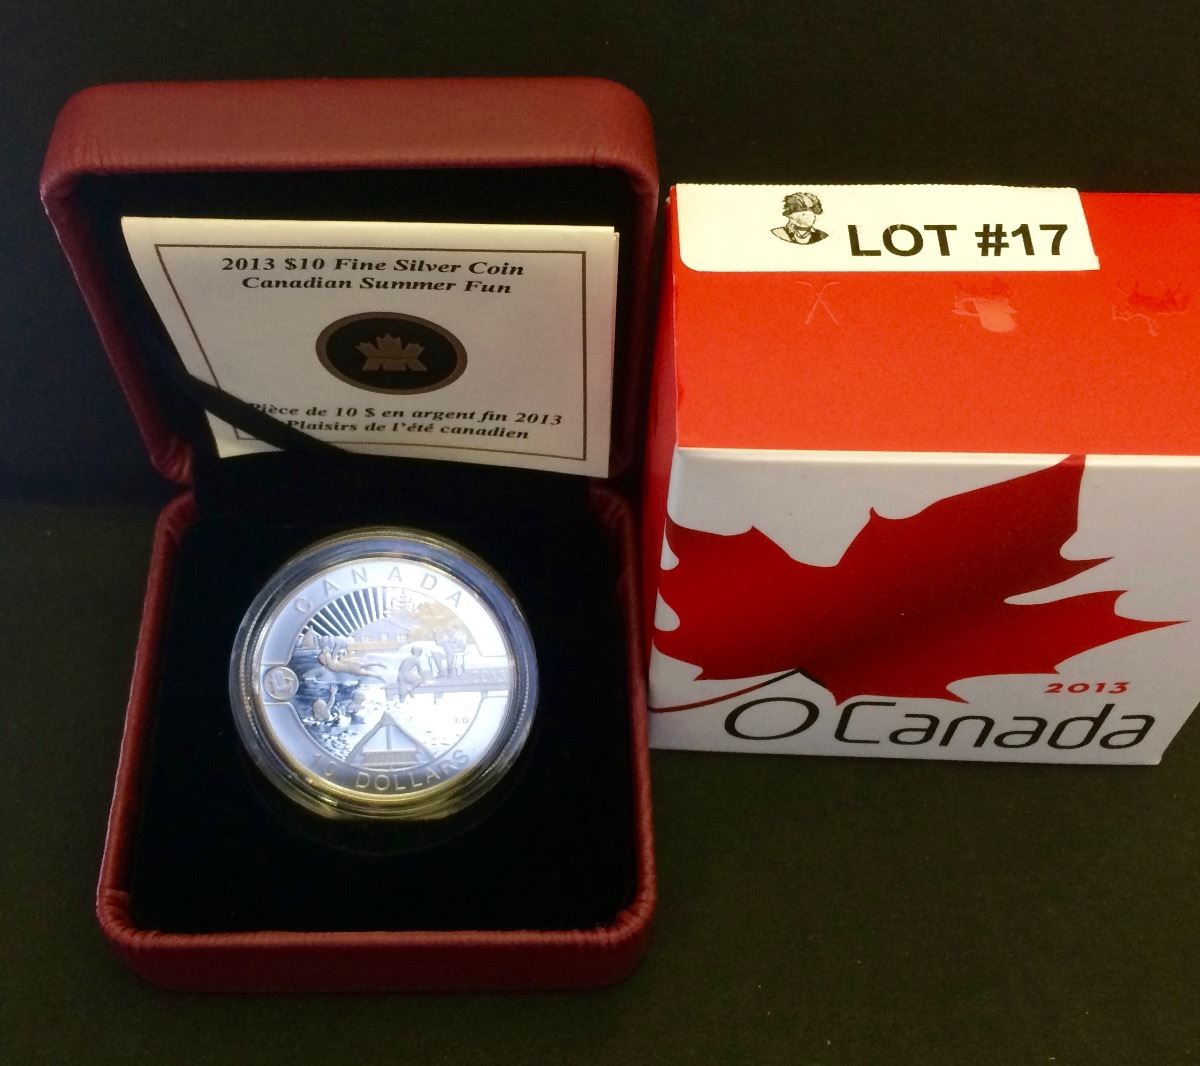 2013 $10 Fine Silver Coin
Canadian Summer Fun
Pièce de 10 $ en argent fin 2013
Plaisirs de l'été canadien
CANADA
2013
CB
10 DOLLARS
LOT #17
2013
O Canada